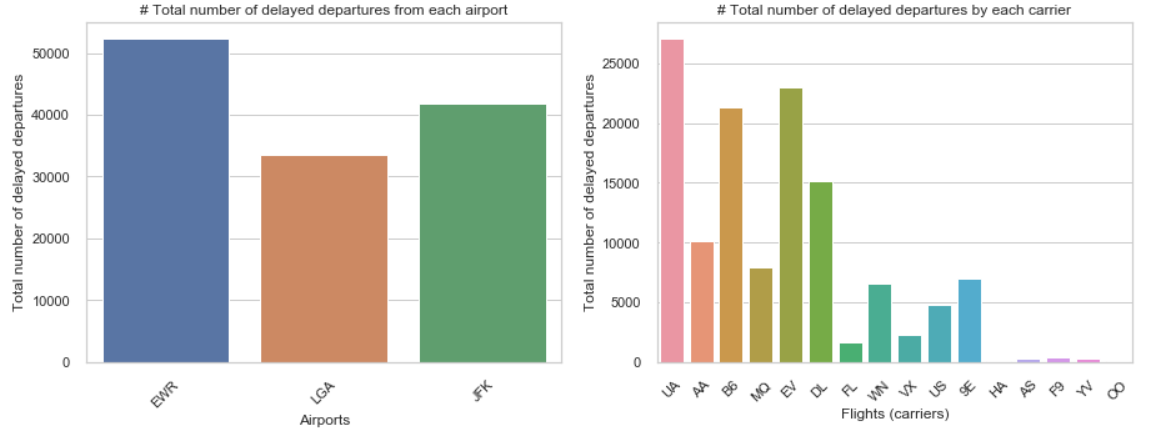 # Total number of delayed departures from each airport
Total number of delayed departures
50000
40000
30000
20000
10000
0
EWR
LGA
JFK
Airports
# Total number of delayed departures by each carrier
Total number of delayed departures
25000
20000
15000
10000
5000
0
UA
AA
B6
MQ
EV
DL
FL
WN
VX
US
9E
HA
AS
F9
YV
OO
Flights (carriers)